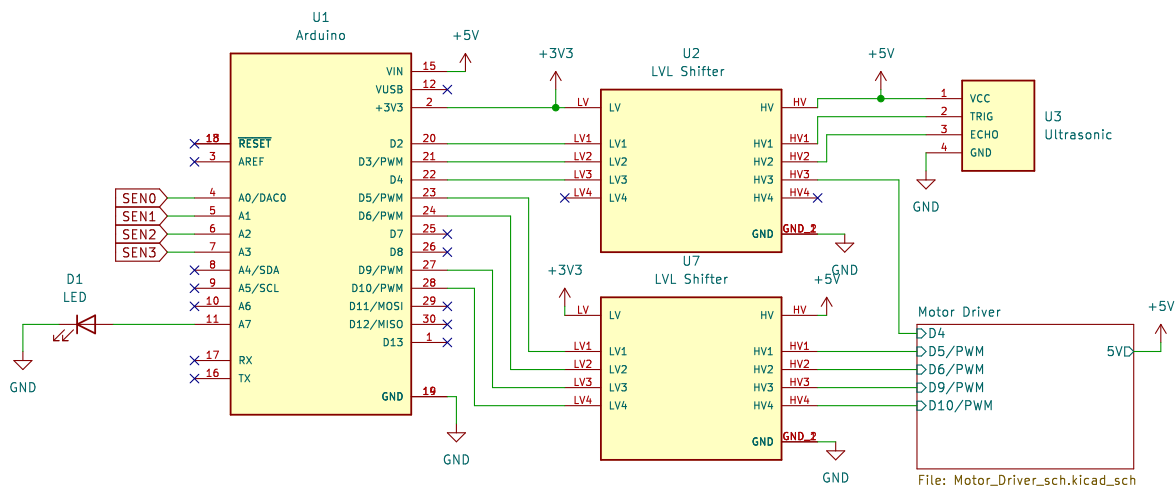 U1
Arduino
+5V
VIN 15
VUSB 12
+3V3 2
RESET
3 AREF
SEN0 4 A0/DAC0
SEN1 5 A1
SEN2 6 A2
SEN3 7 A3
8 A4/SDA
9 A5/SCL
10 A6
11 A7
17 RX
16 TX
D2 20
D3/PWM 21
D4 22
D5/PWM 23
D6/PWM 24
D7 25
D8 26
D9/PWM 27
D10/PWM 28
D11/MOSI 29
D12/MISO 30
D13 1
GND
GND
D1
LED
GND
+3V3
U2
LVL Shifter
+5V
LV LV HV HV
LV1 LV1 HV1 HV1
LV2 LV2 HV2 HV2
LV3 LV3 HV3 HV3
LV4 LV4 HV4 HV4
GND
GND
1 VCC
2 TRIG
3 ECHO
4 GND
U3
Ultrasonic
GND
+3V3
U7
LVL Shifter
+5V
LV LV HV HV
LV1 LV1 HV1 HV1
LV2 LV2 HV2 HV2
LV3 LV3 HV3 HV3
LV4 LV4 HV4 HV4
GND
GND
Motor Driver
D4
D5/PWM
D6/PWM
D9/PWM
D10/PWM
5V
+5V
File: Motor_Driver_sch.kicad_sch